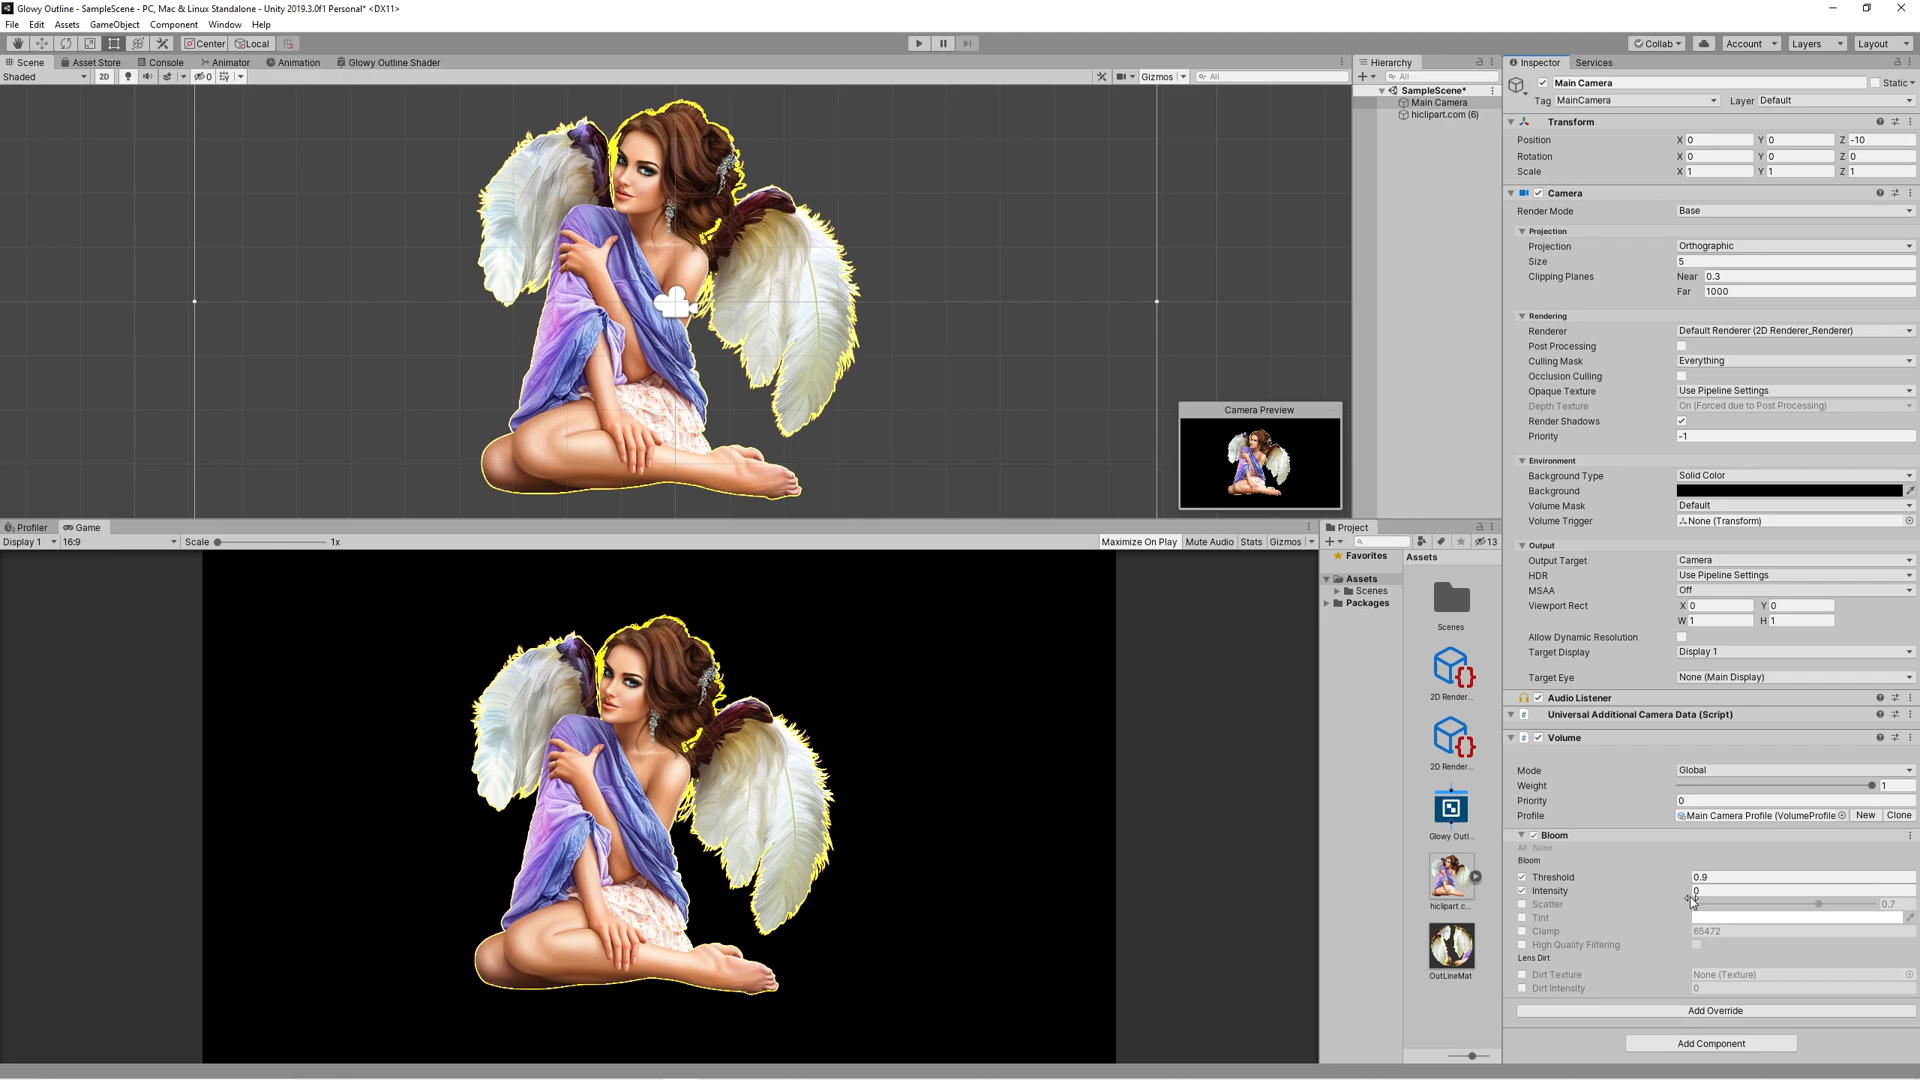 Glowy Outline - SampleScene - PC, Mac & Linux Standalone - Unity 2019.3.0f1 Personal* <DX11>
File Edit Assets GameObject Component Window Help
Center Local Collab Account Layers Layout
Scene Asset Store Console Animator Animation Glowy Outline Shader
Shaded 2D 0 Gizmos All
Hierarchy
All
SampleScene*
Main Camera
hiclipart.com (6)
Camera Preview
Profiler Game
Display 1 16:9 Scale 1x Maximize On Play Mute Audio Stats Gizmos
Project
13
Favorites
Assets
Scenes
Packages
Assets
Scenes
2D Render...
2D Render...
Glowy Outl...
hiclipart.c...
OutLineMat
Inspector Services
Main Camera Static
Tag MainCamera Layer Default
Transform
Position X 0 Y 0 Z -10
Rotation X 0 Y 0 Z 0
Scale X 1 Y 1 Z 1
Camera
Render Mode Base
Projection
Projection Orthographic
Size 5
Clipping Planes Near 0.3
Far 1000
Rendering
Renderer Default Renderer (2D Renderer_Renderer)
Post Processing
Culling Mask Everything
Occlusion Culling
Opaque Texture Use Pipeline Settings
Depth Texture On (Forced due to Post Processing)
Render Shadows
Priority -1
Environment
Background Type Solid Color
Background
Volume Mask Default
Volume Trigger None (Transform)
Output
Output Target Camera
HDR Use Pipeline Settings
MSAA Off
Viewport Rect X 0 Y 0
W 1 H 1
Allow Dynamic Resolution
Target Display Display 1
Target Eye None (Main Display)
Audio Listener
Universal Additional Camera Data (Script)
Volume
Mode Global
Weight 1
Priority 0
Profile Main Camera Profile (VolumeProfile New Clone
Bloom
All None
Bloom
Threshold 0.9
Intensity 0
Scatter 0.7
Tint
Clamp 65472
High Quality Filtering
Lens Dirt
Dirt Texture None (Texture)
Dirt Intensity 0
Add Override
Add Component